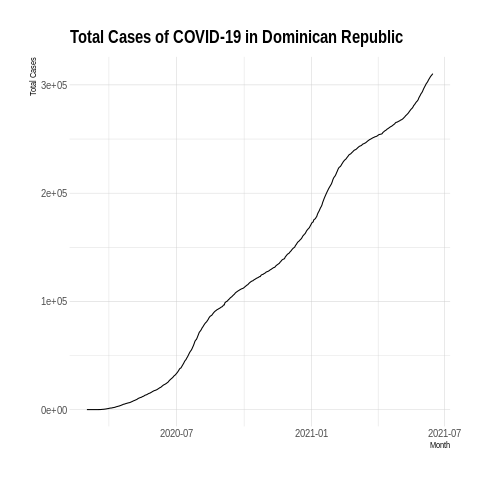 Total Cases of COVID-19 in Dominican Republic
Total Cases
3e+05
2e+05
1e+05
0e+00
2020-07
2021-01
2021-07
Month